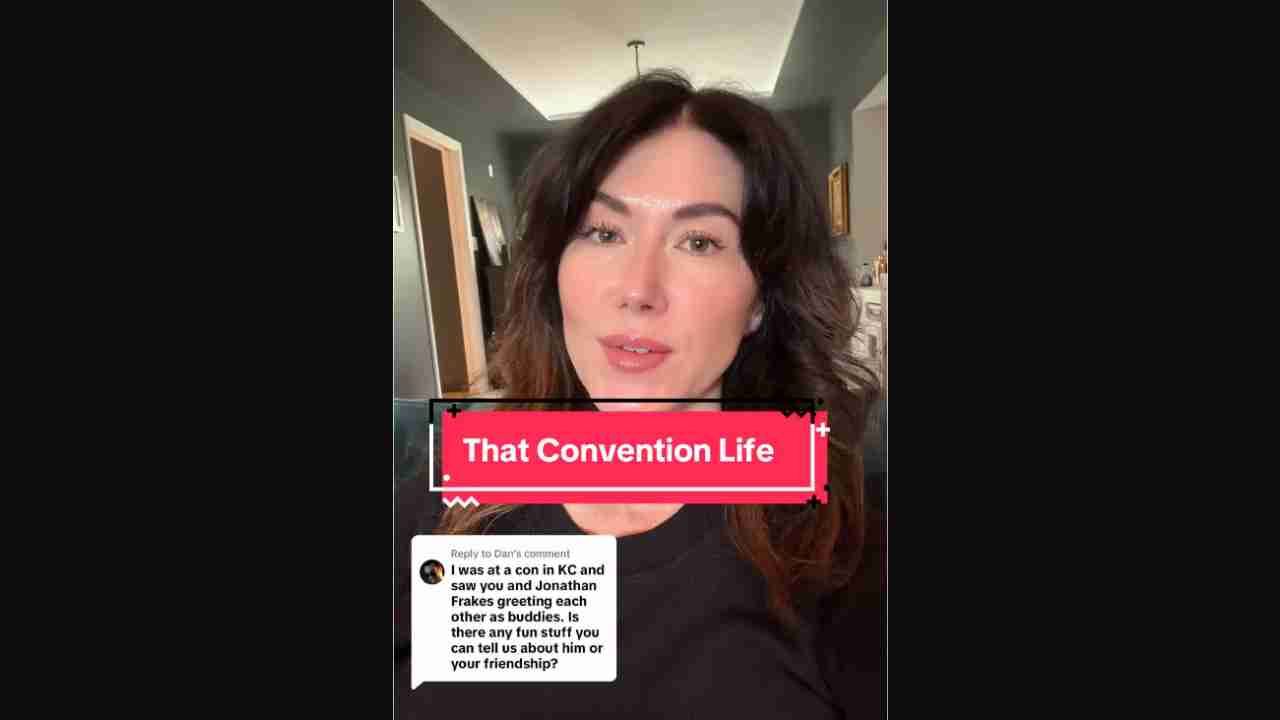 That Convention Life
Reply to Dan's comment
I was at a con in KC and
saw you and Jonathan
Frakes greeting each
other as buddies. Is
there any fun stuff you
can tell us about him or
your friendship?